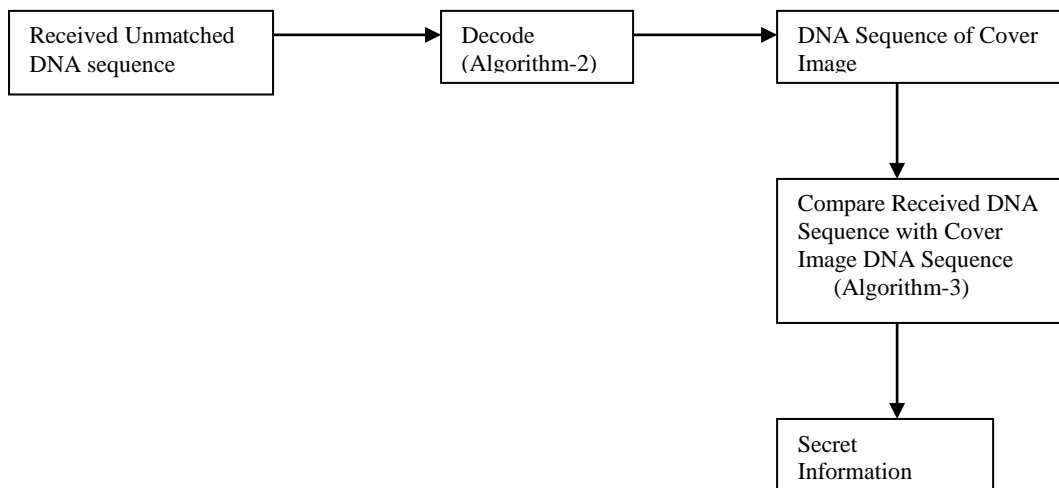 Received Unmatched
DNA sequence
Decode
(Algorithm-2)
DNA Sequence of Cover
Image
Compare Received DNA
Sequence with Cover
Image DNA Sequence
(Algorithm-3)
Secret
Information